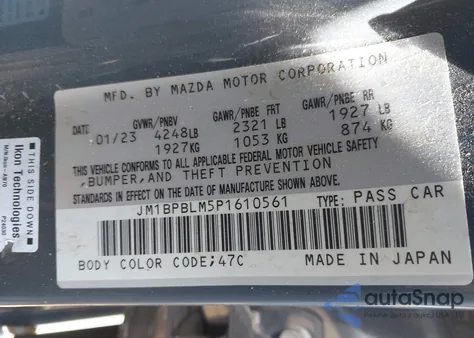 MFD. BY MAZDA MOTOR CORPORATION
DATE GVWR/PNBV GAWR/PNBE FRT GAWR/PNBE RR
01/23 4248LB 2321 LB 1927 LB
1927KG 1053 KG 874 KG
THIS VEHICLE CONFORMS TO ALL APPLICABLE FEDERAL MOTOR VEHICLE SAFETY
,BUMPER,AND THEFT PREVENTION
STANDARDS IN EFFECT ON THE DATE OF MANUFACTURE SHOWN ABOVE.
JM1BPBLM5P1610561 TYPE: PASS CAR
BODY COLOR CODE;47C MADE IN JAPAN
THIS SIDE DOWN
Ikon Technologies
P24030
autoSnap